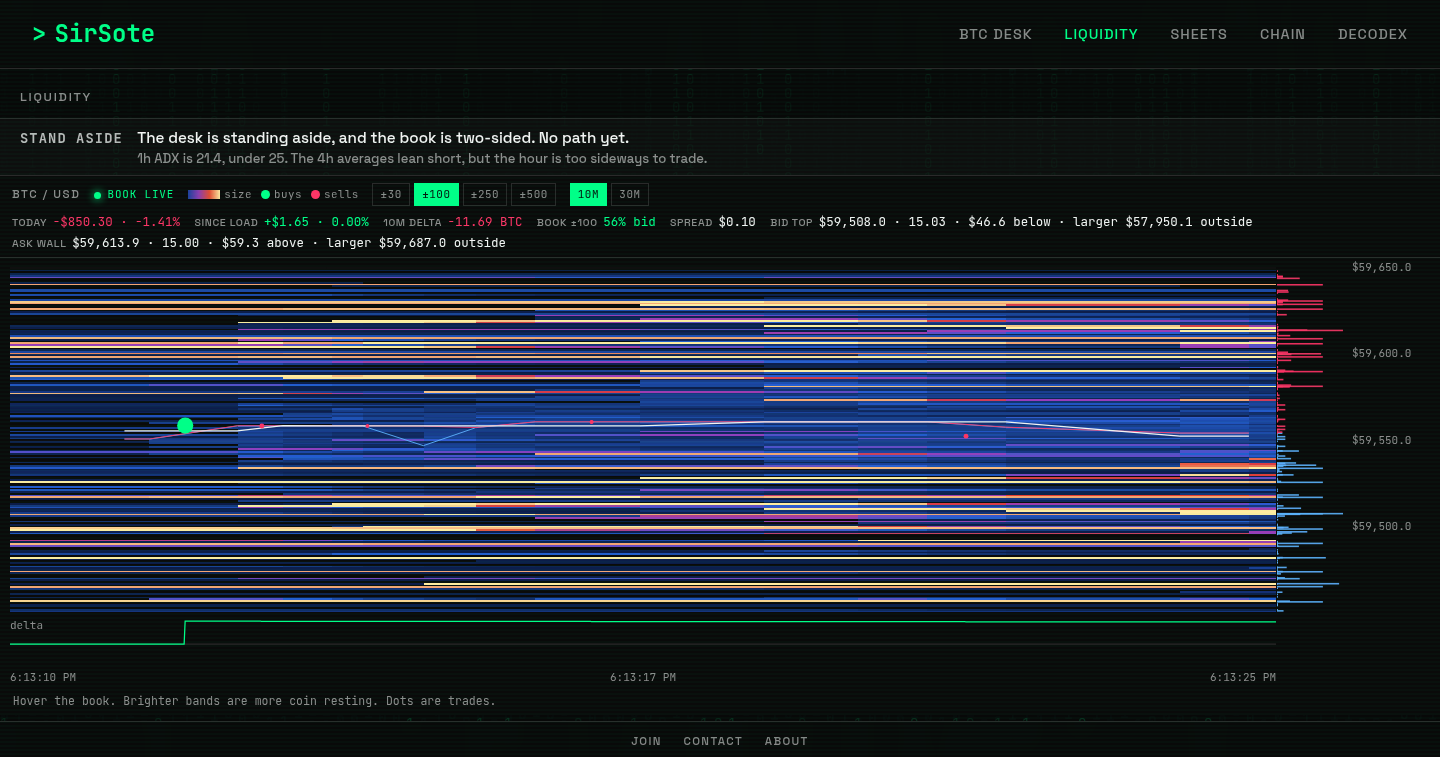 > SirSote
BTC DESK LIQUIDITY SHEETS CHAIN DECODEX
LIQUIDITY
STAND ASIDE The desk is standing aside, and the book is two-sided. No path yet.
1h ADX is 21.4, under 25. The 4h averages lean short, but the hour is too sideways to trade.
BTC / USD BOOK LIVE size buys sells ±30 ±100 ±250 ±500 10M 30M
TODAY -$850.30 · -1.41% SINCE LOAD +$1.65 · 0.00% 10M DELTA -11.69 BTC BOOK ±100 56% bid SPREAD $0.10 BID TOP $59,508.0 · 15.03 · $46.6 below · larger $57,950.1 outside
ASK WALL $59,613.9 · 15.00 · $59.3 above · larger $59,687.0 outside
$59,650.0
$59,600.0
$59,550.0
$59,500.0
delta
6:13:10 PM 6:13:17 PM 6:13:25 PM
Hover the book. Brighter bands are more coin resting. Dots are trades.
JOIN CONTACT ABOUT